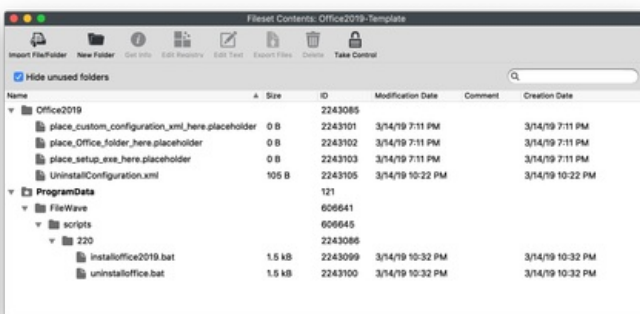 Fileset Contents: Office2019-Template
Import File/Folder New Folder Get Info Edit Registry Edit Text Export Files Delete Take Control
Hide unused folders
Name Size ID Modification Date Comment Creation Date
Office2019 2243085
place_custom_configuration_xml_here.placeholder 0 B 2243101 3/14/19 7:11 PM 3/14/19 7:11 PM
place_Office_folder_here.placeholder 0 B 2243102 3/14/19 7:11 PM 3/14/19 7:11 PM
place_setup_exe_here.placeholder 0 B 2243103 3/14/19 7:11 PM 3/14/19 7:11 PM
UninstallConfiguration.xml 105 B 2243105 3/14/19 10:22 PM 3/14/19 10:22 PM
ProgramData 121
FileWave 606641
scripts 606645
220 2243086
installoffice2019.bat 1.5 kB 2243099 3/14/19 10:32 PM 3/14/19 10:32 PM
uninstalloffice.bat 1.5 kB 2243100 3/14/19 10:32 PM 3/14/19 10:32 PM